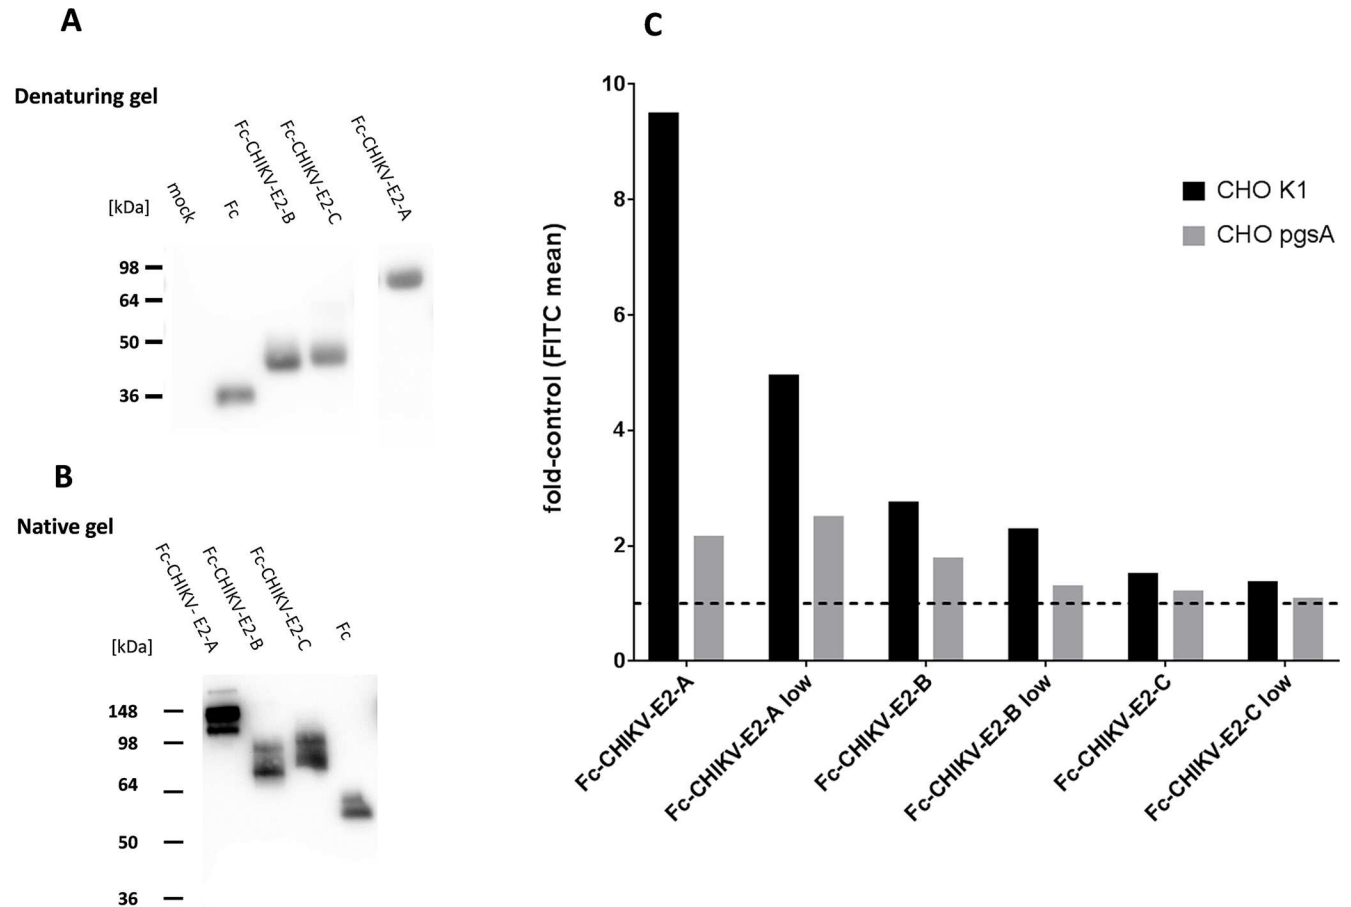 A
Denaturing gel
[kDa]
mock
Fc
Fc-CHIKV-E2-B
Fc-CHIKV-E2-C
Fc-CHIKV-E2-A
98
64
50
36
B
Native gel
[kDa]
Fc-CHIKV- E2-A
Fc-CHIKV-E2-B
Fc-CHIKV-E2-C
Fc
148
98
64
50
36
C
fold-control (FITC mean)
10
8
6
4
2
0
CHO K1
CHO pgsA
Fc-CHIKV-E2-A
Fc-CHIKV-E2-A low
Fc-CHIKV-E2-B
Fc-CHIKV-E2-B low
Fc-CHIKV-E2-C
Fc-CHIKV-E2-C low